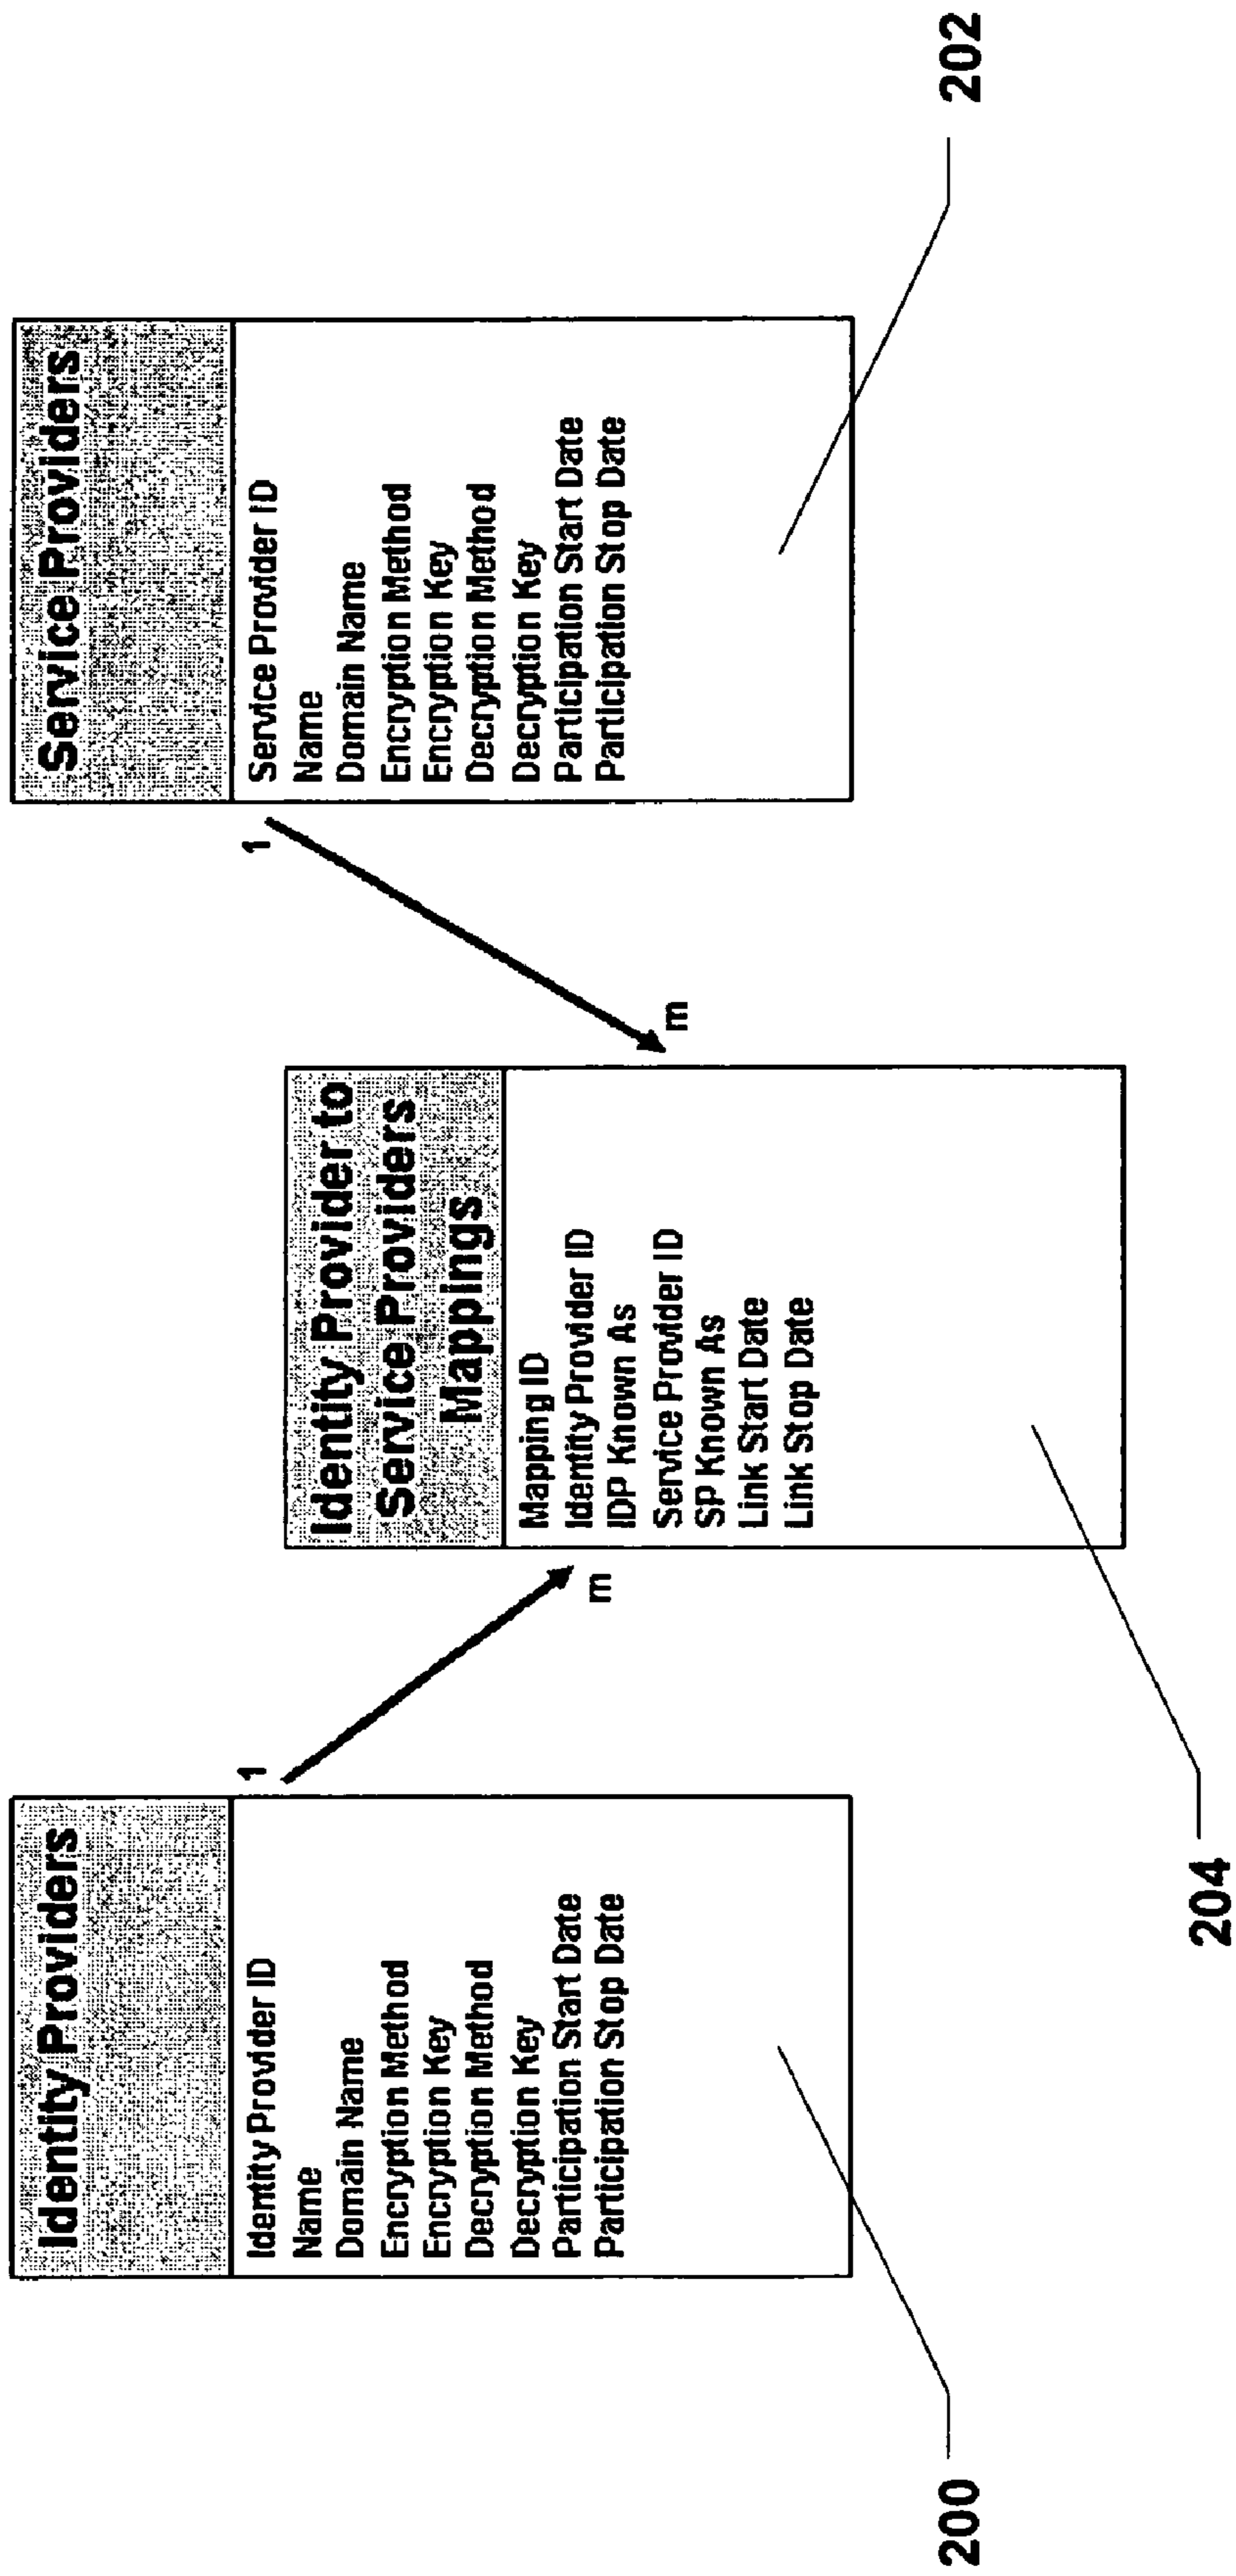 Identity Providers
Identity Provider ID
Name
Domain Name
Encryption Method
Encryption Key
Decryption Method
Decryption Key
Participation Start Date
Participation Stop Date
1
m
200
Identity Provider to
Service Providers
Mappings
Mapping ID
Identity Provider ID
IDP Known As
Service Provider ID
SP Known As
Link Start Date
Link Stop Date
204
m
1
Service Providers
Service Provider ID
Name
Domain Name
Encryption Method
Encryption Key
Decryption Method
Decryption Key
Participation Start Date
Participation Stop Date
202